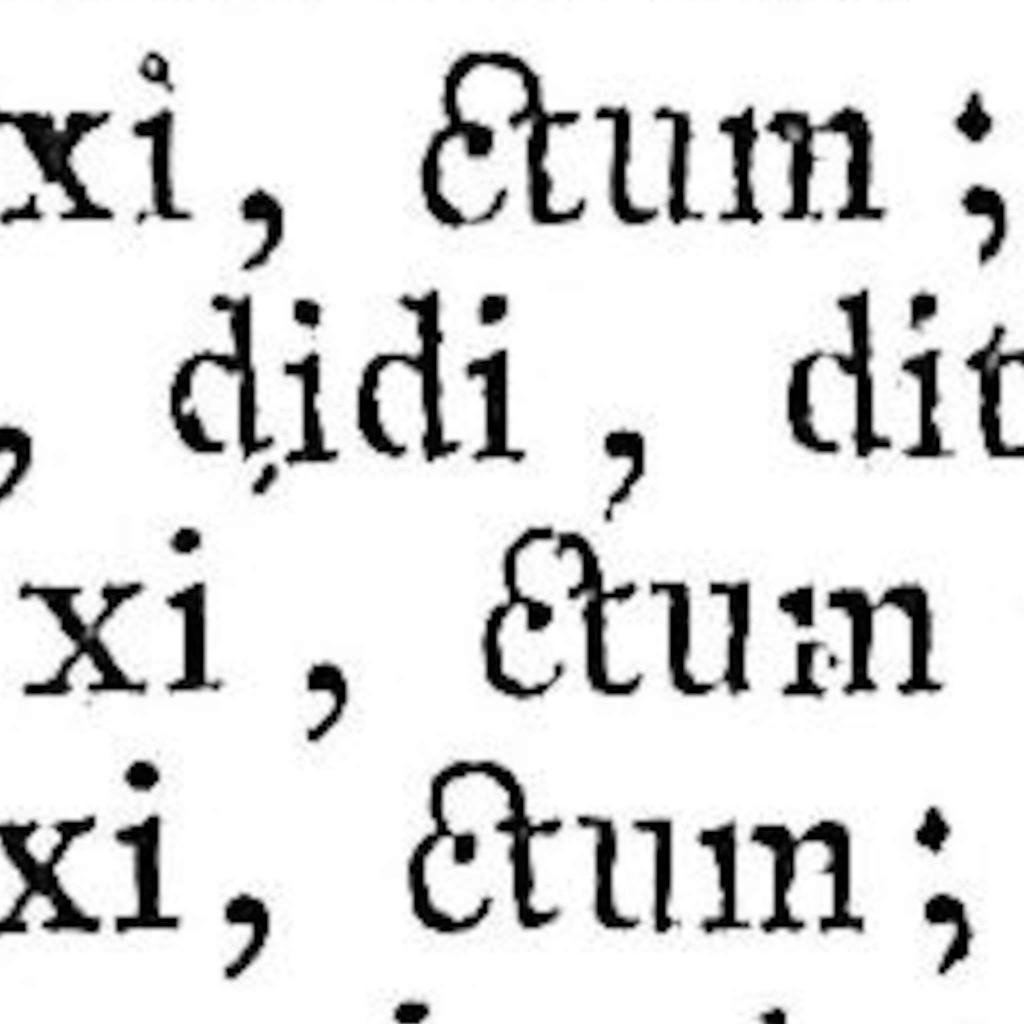 xi, ctum;
, didi, dit
xi, ctum
xi, ctum;